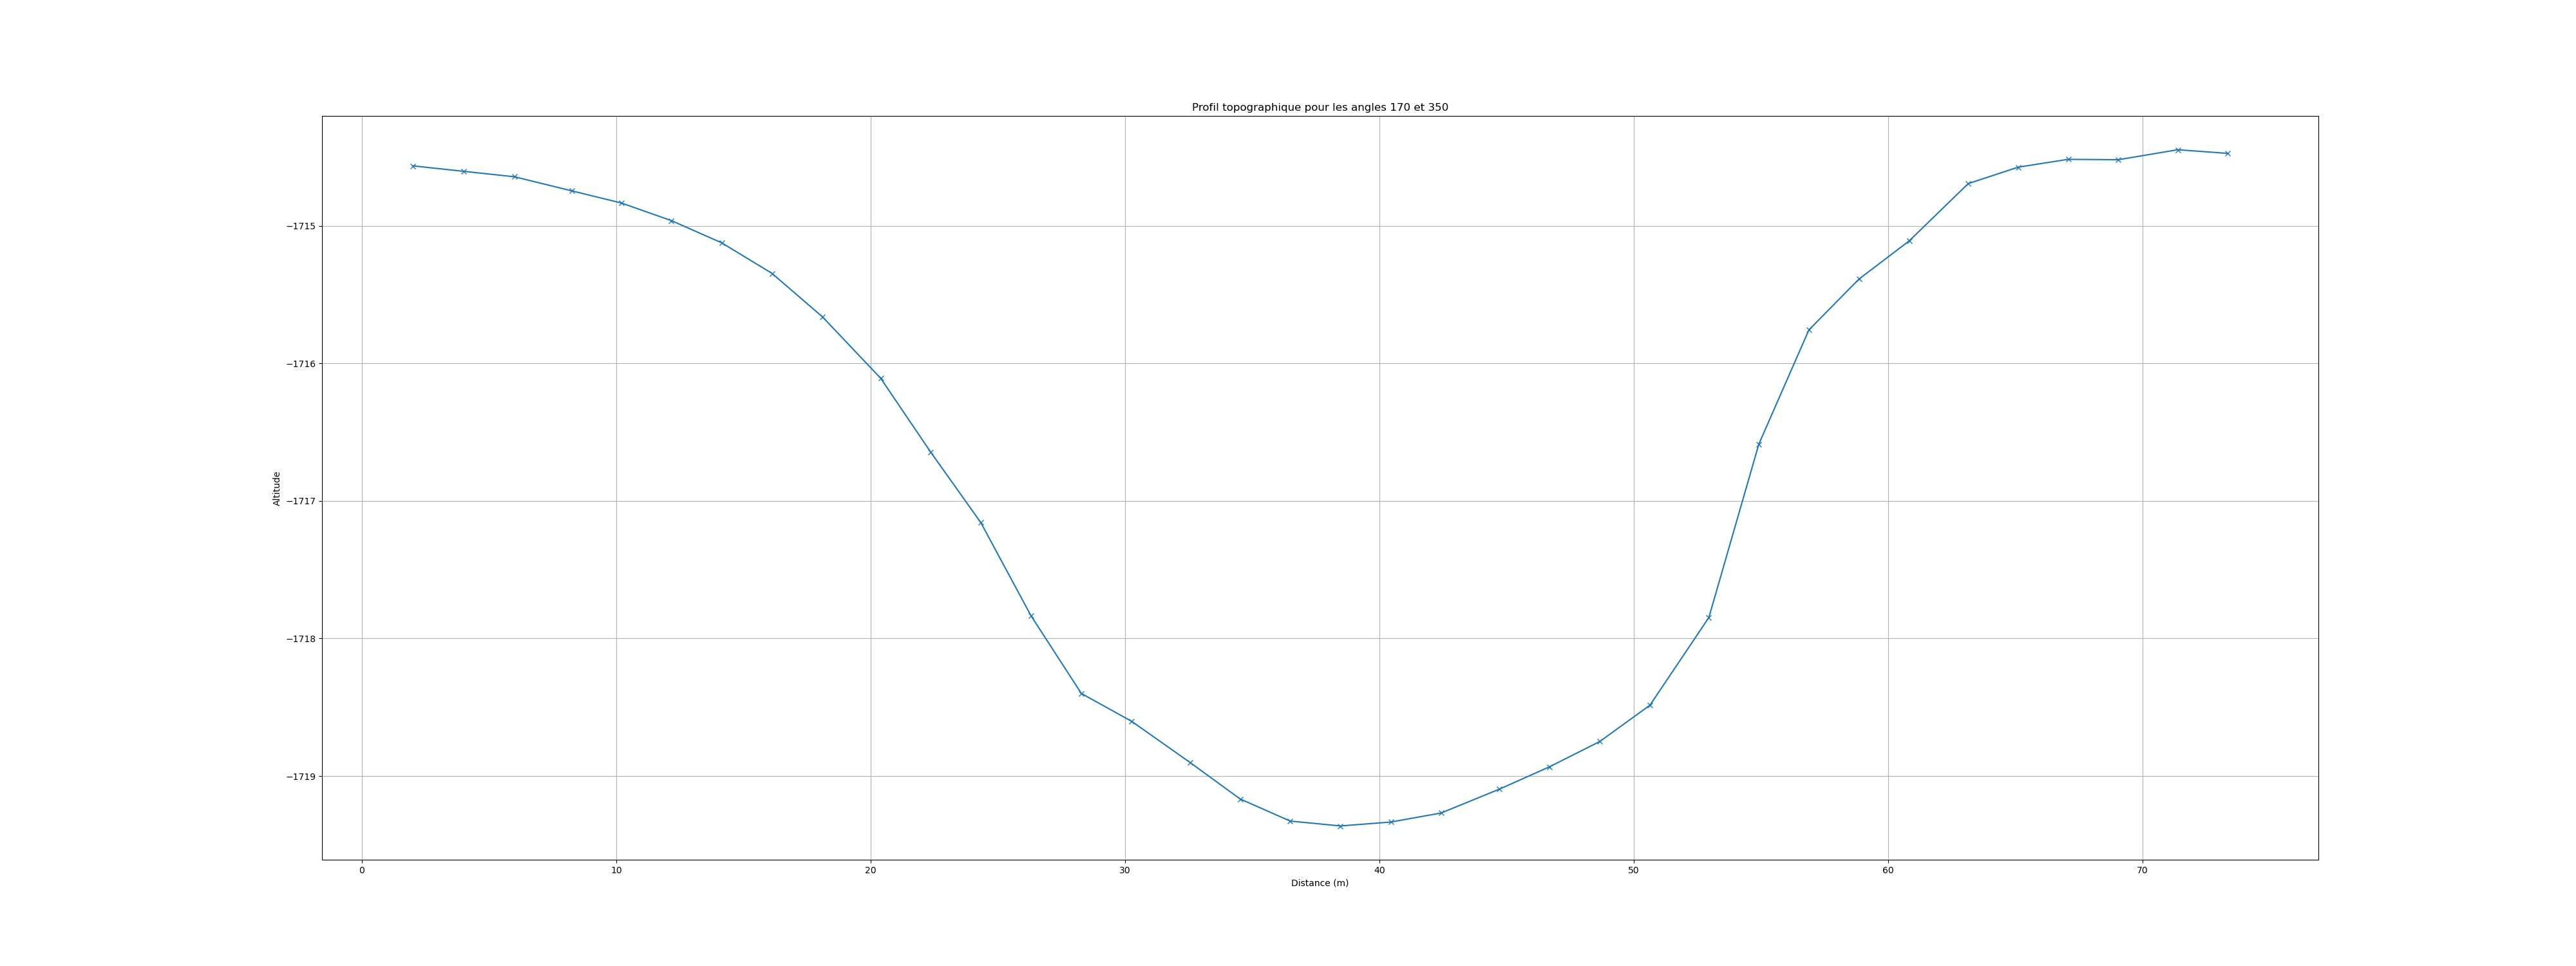 Profil topographique pour les angles 170 et 350
−1715
−1716
−1717
−1718
−1719
Altitude
0 10 20 30 40 50 60 70
Distance (m)